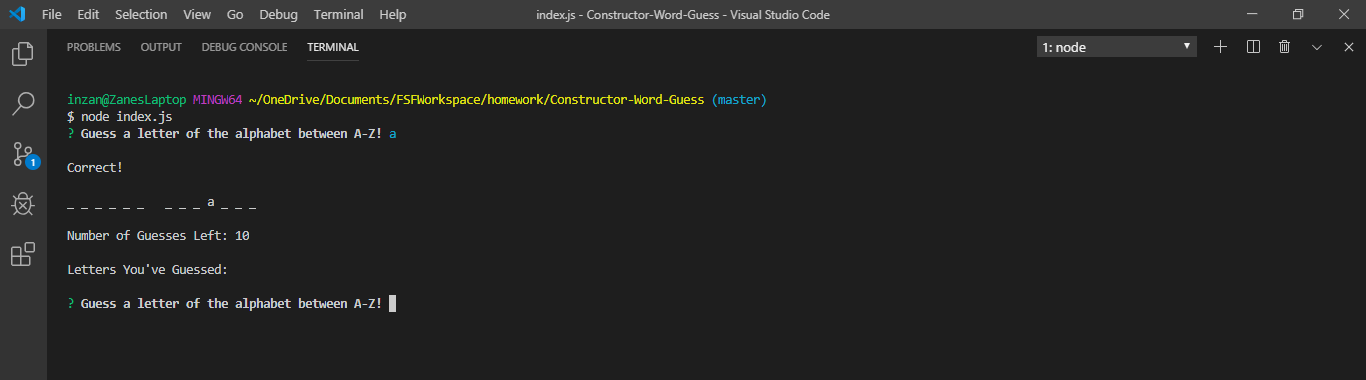 File Edit Selection View Go Debug Terminal Help index.js - Constructor-Word-Guess - Visual Studio Code
PROBLEMS OUTPUT DEBUG CONSOLE TERMINAL 1: node
inzan@ZanesLaptop MINGW64 ~/OneDrive/Documents/FSFWorkspace/homework/Constructor-Word-Guess (master)
$ node index.js
? Guess a letter of the alphabet between A-Z! a
Correct!
_ _ _ _ _ _   _ _ _ a _ _ _
Number of Guesses Left: 10
Letters You've Guessed:
? Guess a letter of the alphabet between A-Z!
1